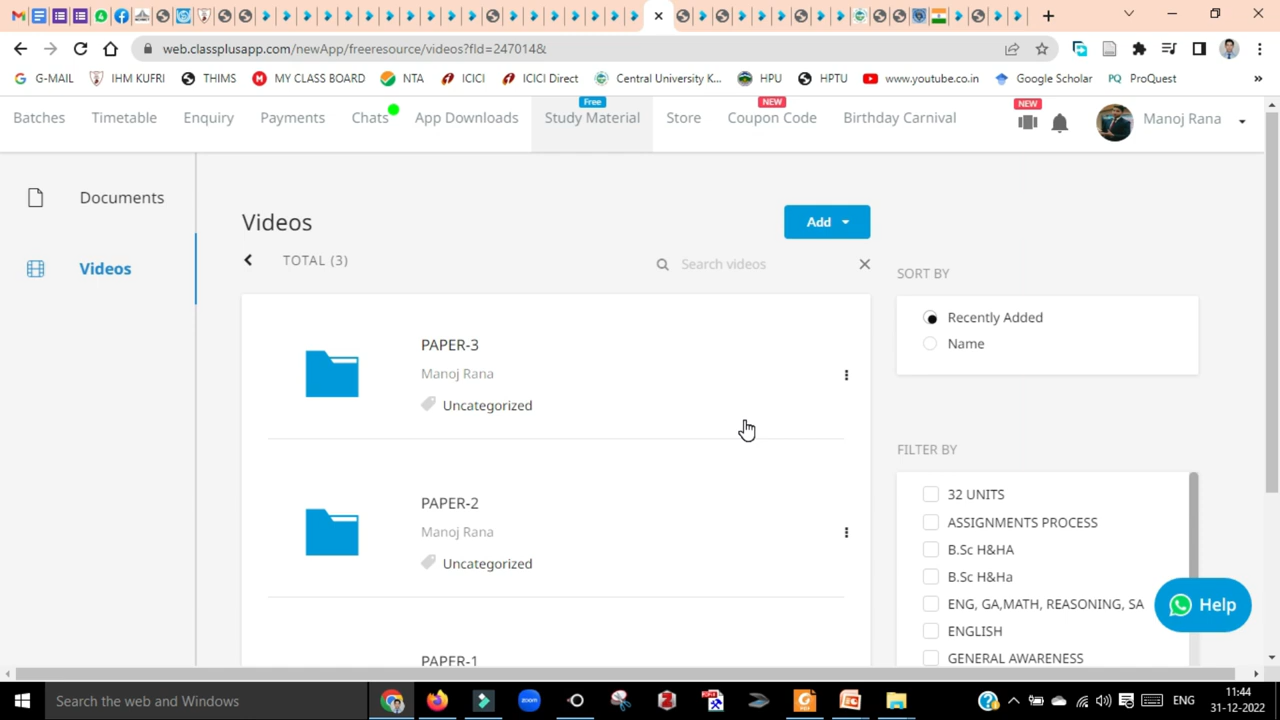 web.classplusapp.com/newApp/freeresource/videos?fId=247014&
G-MAIL IHM KUFRI THIMS MY CLASS BOARD NTA ICICI ICICI Direct Central University K... HPU HPTU www.youtube.co.in Google Scholar PQ ProQuest »
Free NEW NEW
Batches Timetable Enquiry Payments Chats App Downloads Study Material Store Coupon Code Birthday Carnival Manoj Rana
Documents
Videos
Videos
Add
TOTAL (3)
Search videos
PAPER-3
Manoj Rana
Uncategorized
PAPER-2
Manoj Rana
Uncategorized
PAPER-1
SORT BY
Recently Added
Name
FILTER BY
32 UNITS
ASSIGNMENTS PROCESS
B.Sc H&HA
B.Sc H&Ha
ENG, GA,MATH, REASONING, SA
ENGLISH
GENERAL AWARENESS
Help
Search the web and Windows
zoom
ENG
11:44
31-12-2022